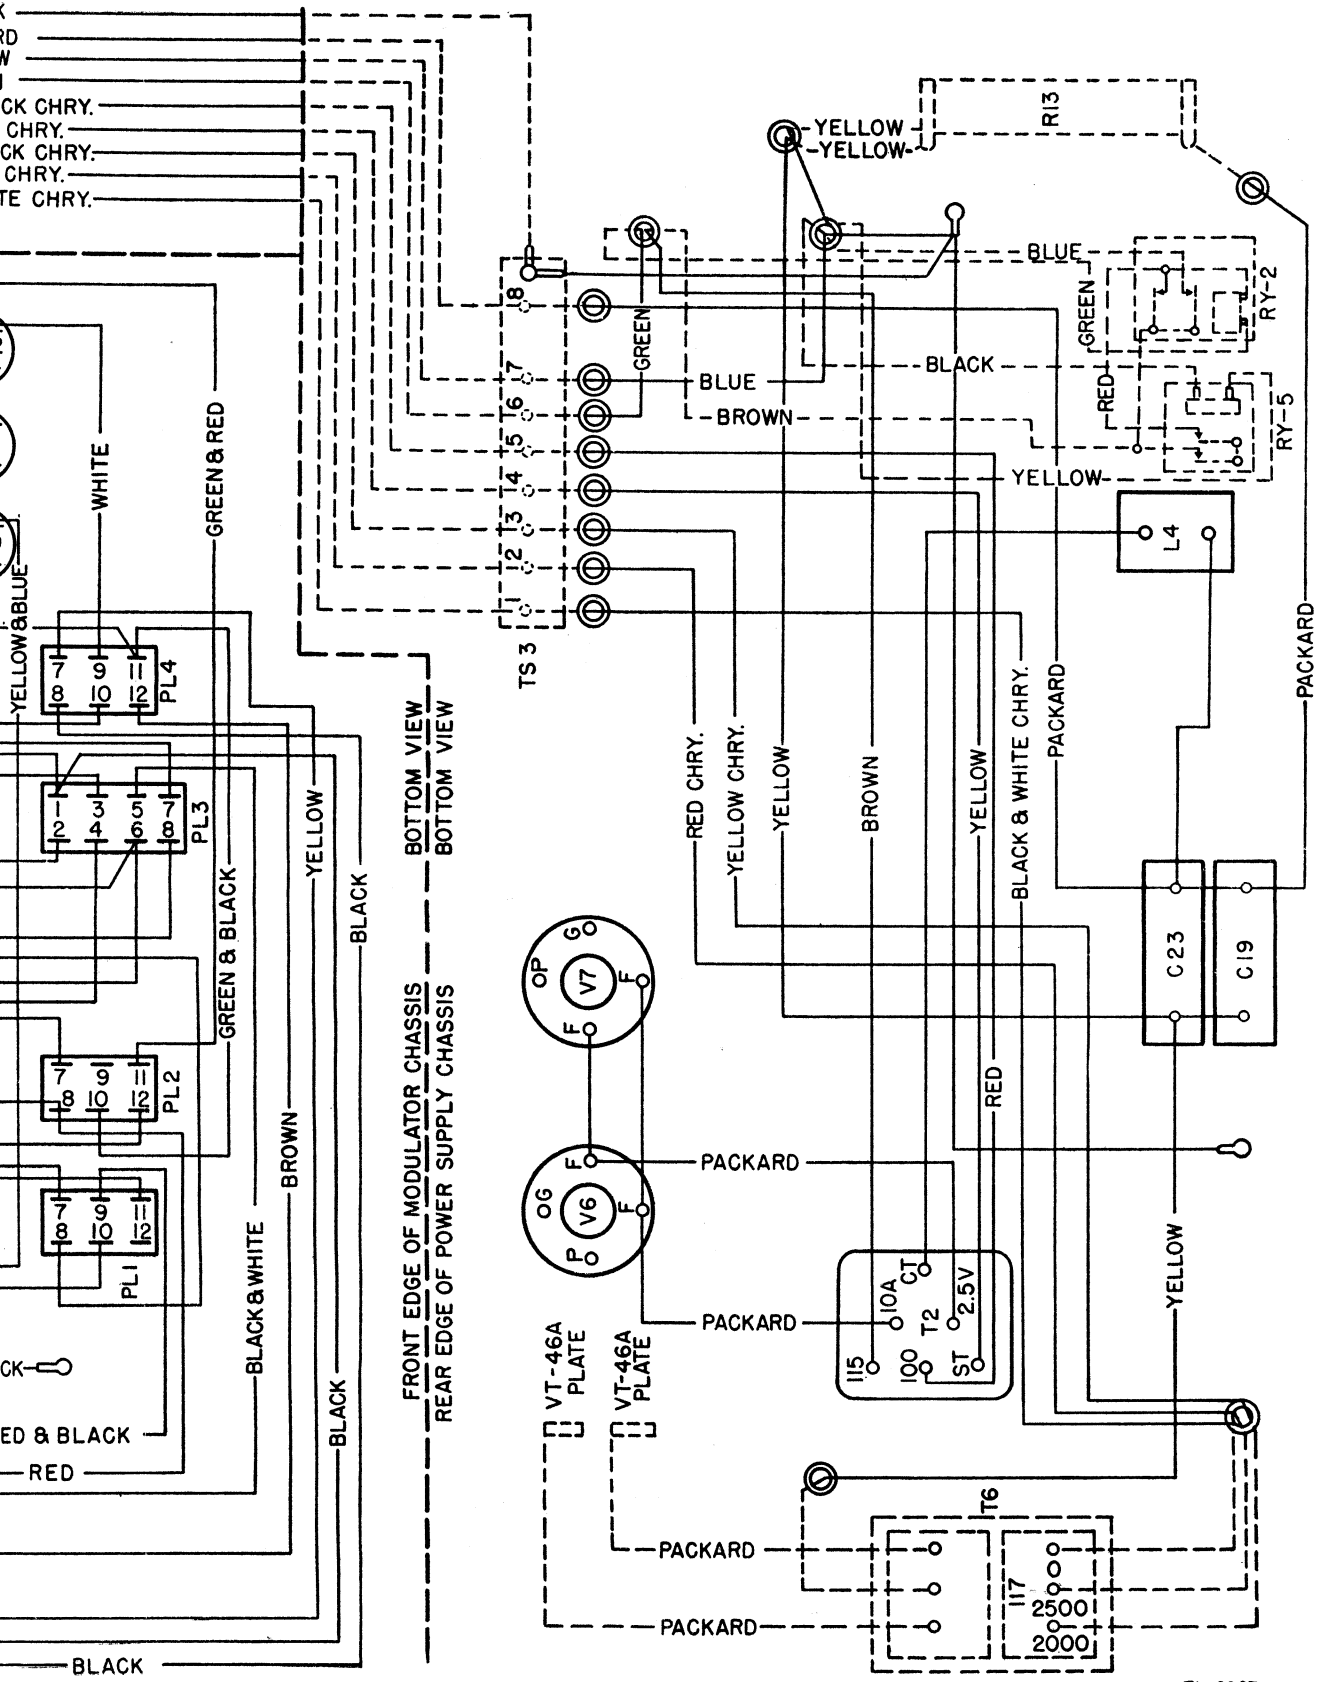 K
RD
W
CK CHRY.
CHRY.
CK CHRY.
CHRY.
TE CHRY.
YELLOW
YELLOW
R13
BLUE
GREEN
RY-2
BLACK
RED
BROWN
RY-5
YELLOW
GREEN
BLUE
8
7
6
5
4
3
2
1
TS 3
L4
WHITE
GREEN & RED
YELLOW & BLUE
7 9 11
8 10 12
PL4
1 3 5 7
2 4 6 8
PL3
YELLOW
BLACK
GREEN & BLACK
7 9 11
8 10 12
PL2
BROWN
7 9 11
8 10 12
PL1
BLACK & WHITE
BLACK
CK
ED & BLACK
RED
BLACK
BOTTOM VIEW
BOTTOM VIEW
FRONT EDGE OF MODULATOR CHASSIS
REAR EDGE OF POWER SUPPLY CHASSIS
RED CHRY.
YELLOW CHRY.
YELLOW
BROWN
YELLOW
BLACK & WHITE CHRY.
PACKARD
PACKARD
RED
C23
C19
G
P
V7
F
F
F
G
V6
F
P
PACKARD
PACKARD
CT
10A
T2
2.5V
115
100
ST
YELLOW
VT-46A
PLATE
VT-46A
PLATE
PACKARD
PACKARD
T6
117
0
2500
2000